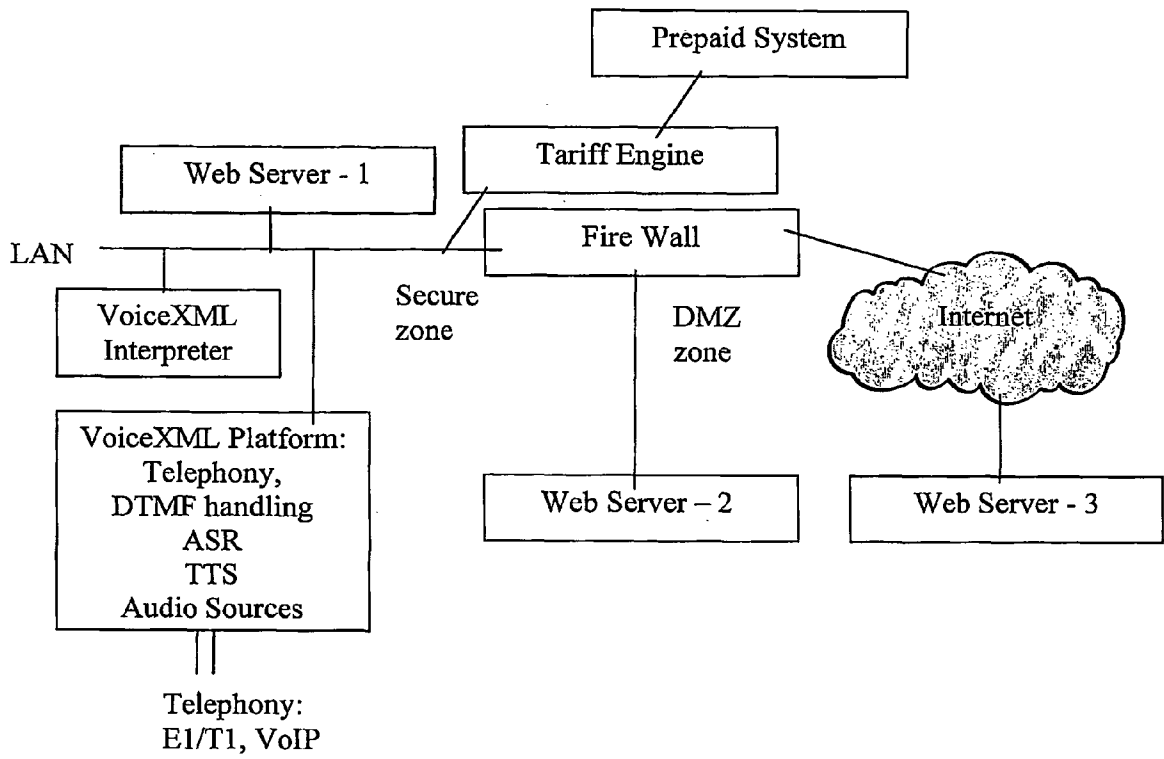 Prepaid System
Tariff Engine
Web Server - 1
Fire Wall
LAN
Secure
zone
DMZ
zone
Internet
VoiceXML
Interpreter
VoiceXML Platform:
Telephony,
DTMF handling
ASR
TTS
Audio Sources
Web Server – 2
Web Server - 3
Telephony:
E1/T1, VoIP